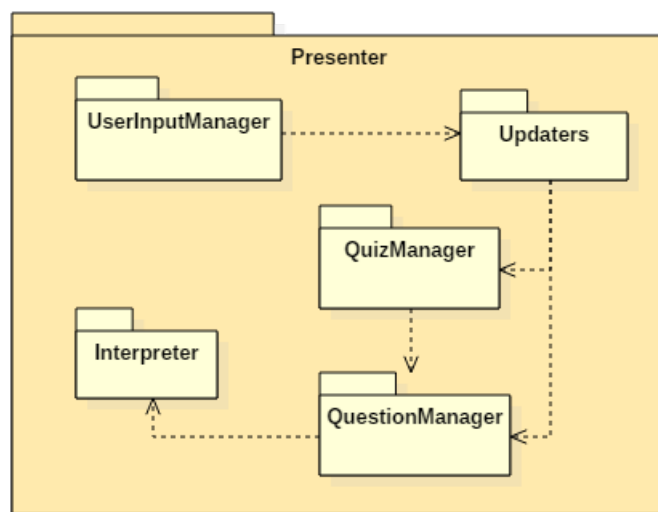 Presenter
UserInputManager
Updaters
QuizManager
Interpreter
QuestionManager